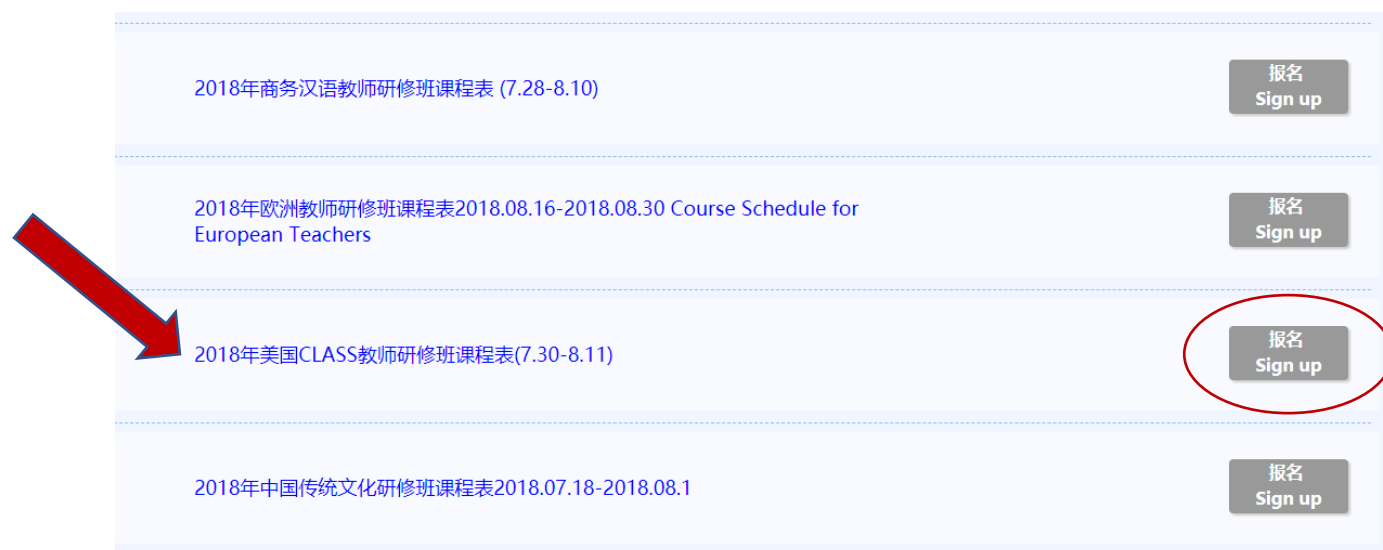 2018年商务汉语教师研修班课程表 (7.28-8.10)
报名
Sign up
2018年欧洲教师研修班课程表2018.08.16-2018.08.30 Course Schedule for
European Teachers
报名
Sign up
2018年美国CLASS教师研修班课程表(7.30-8.11)
报名
Sign up
2018年中国传统文化研修班课程表2018.07.18-2018.08.1
报名
Sign up